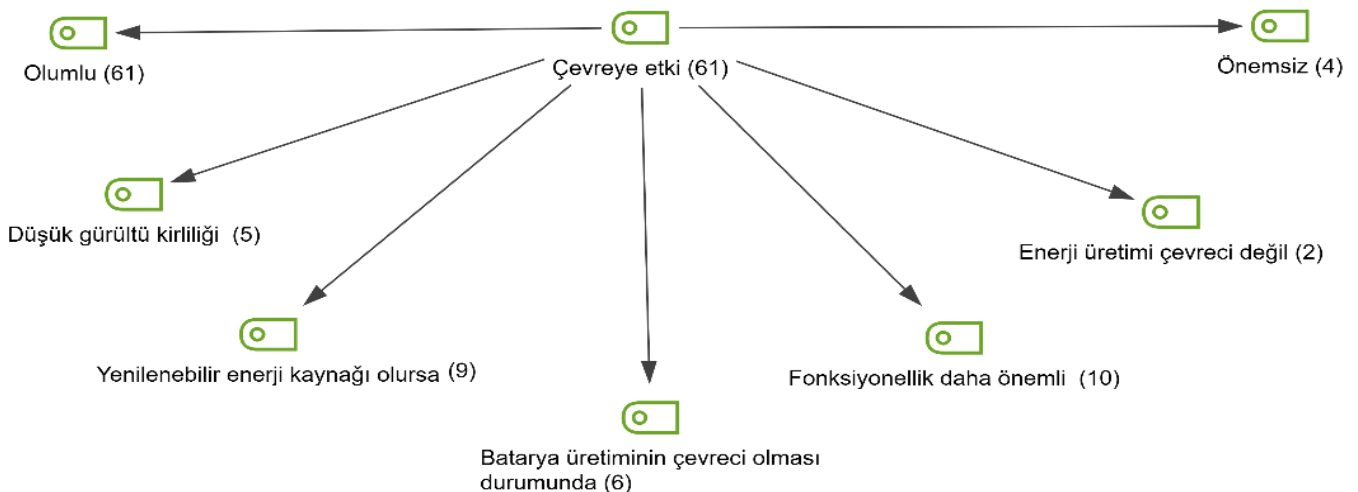 Olumlu (61)
Çevreye etki (61)
Önemsiz (4)
Düşük gürültü kirliliği (5)
Enerji üretimi çevreci değil (2)
Yenilenebilir enerji kaynağı olursa (9)
Fonksiyonellik daha önemli (10)
Batarya üretiminin çevreci olması
durumunda (6)